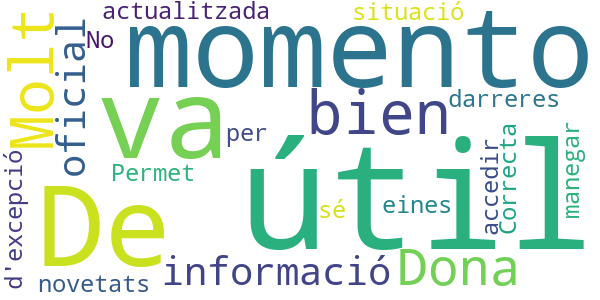 actualitzada
situació
No
momento
Molt
oficial
va
bien
darreres
per
Permet
útil
accedir
Correcta
manegar
d'excepció
De
sé
eines
informació
Dona
novetats